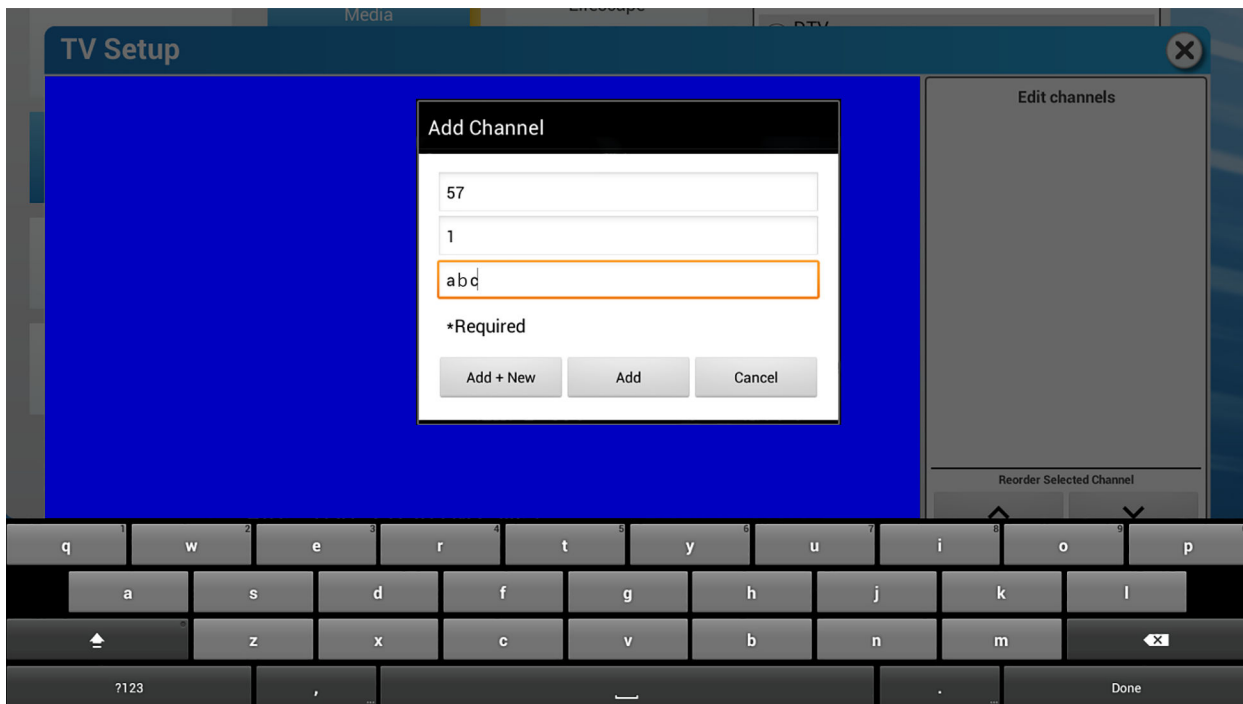 Media
DTV
TV Setup
Edit channels
Add Channel
57
1
abc
*Required
Add + New Add Cancel
Reorder Selected Channel
1 2 3 4 5 6 7 8 9
q w e r t y u i o p
a s d f g h j k l
z x c v b n m
?123 , . Done